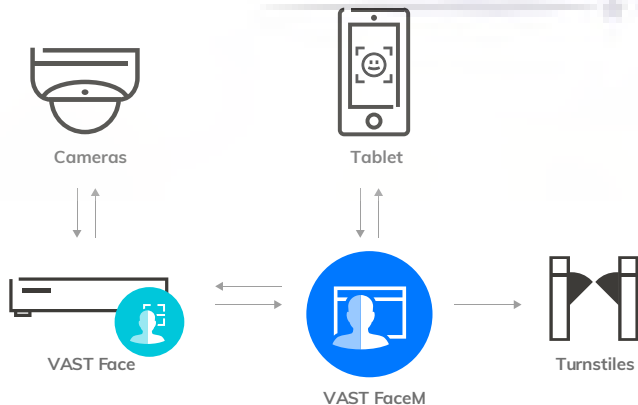 Cameras
Tablet
VAST Face
VAST FaceM
Turnstiles